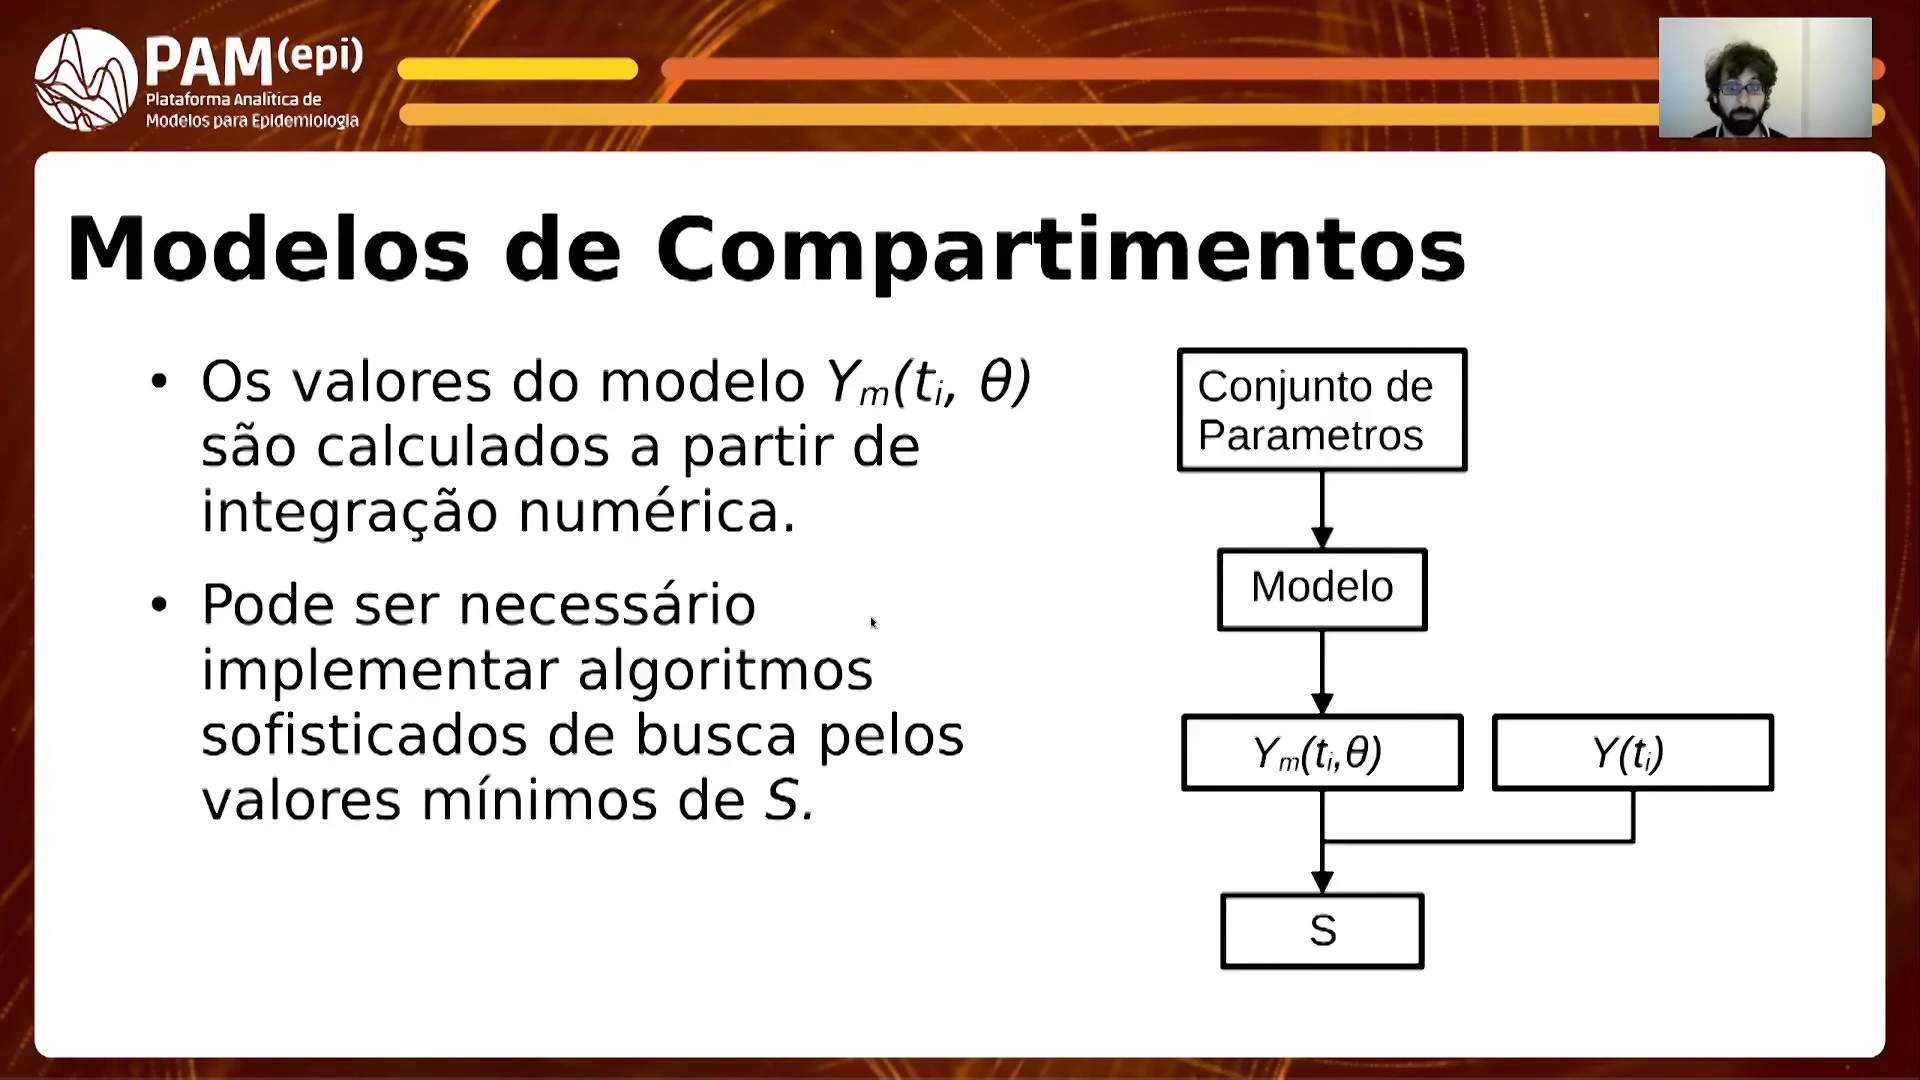 PAM(epi)
Plataforma Analítica de
Modelos para Epidemiologia
Modelos de Compartimentos
• Os valores do modelo Yₘ(tᵢ, θ)
são calculados a partir de
integração numérica.
• Pode ser necessário
implementar algoritmos
sofisticados de busca pelos
valores mínimos de S.
Conjunto de
Parametros
Modelo
Yₘ(tᵢ,θ)
Y(tᵢ)
S